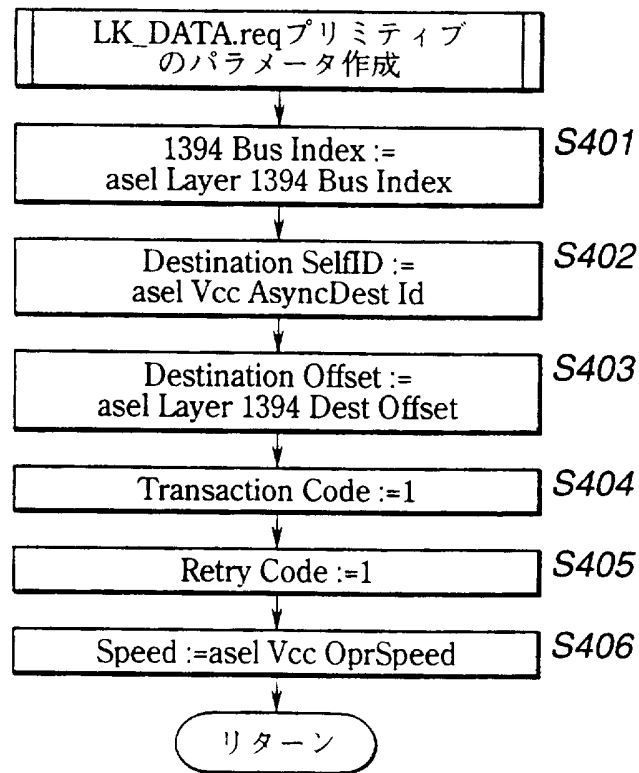 LK_DATA.reqプリミティブ
のパラメータ作成
1394 Bus Index :=
asel Layer 1394 Bus Index
S401
Destination SelfID :=
asel Vcc AsyncDest Id
S402
Destination Offset :=
asel Layer 1394 Dest Offset
S403
Transaction Code :=1
S404
Retry Code :=1
S405
Speed :=asel Vcc OprSpeed
S406
リターン